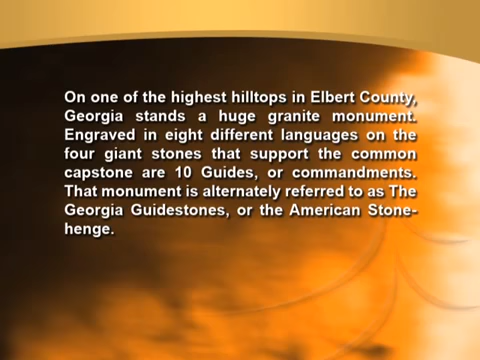 On one of the highest hilltops in Elbert County,
Georgia stands a huge granite monument.
Engraved in eight different languages on the
four giant stones that support the common
capstone are 10 Guides, or commandments.
That monument is alternately referred to as The
Georgia Guidestones, or the American Stone-
henge.